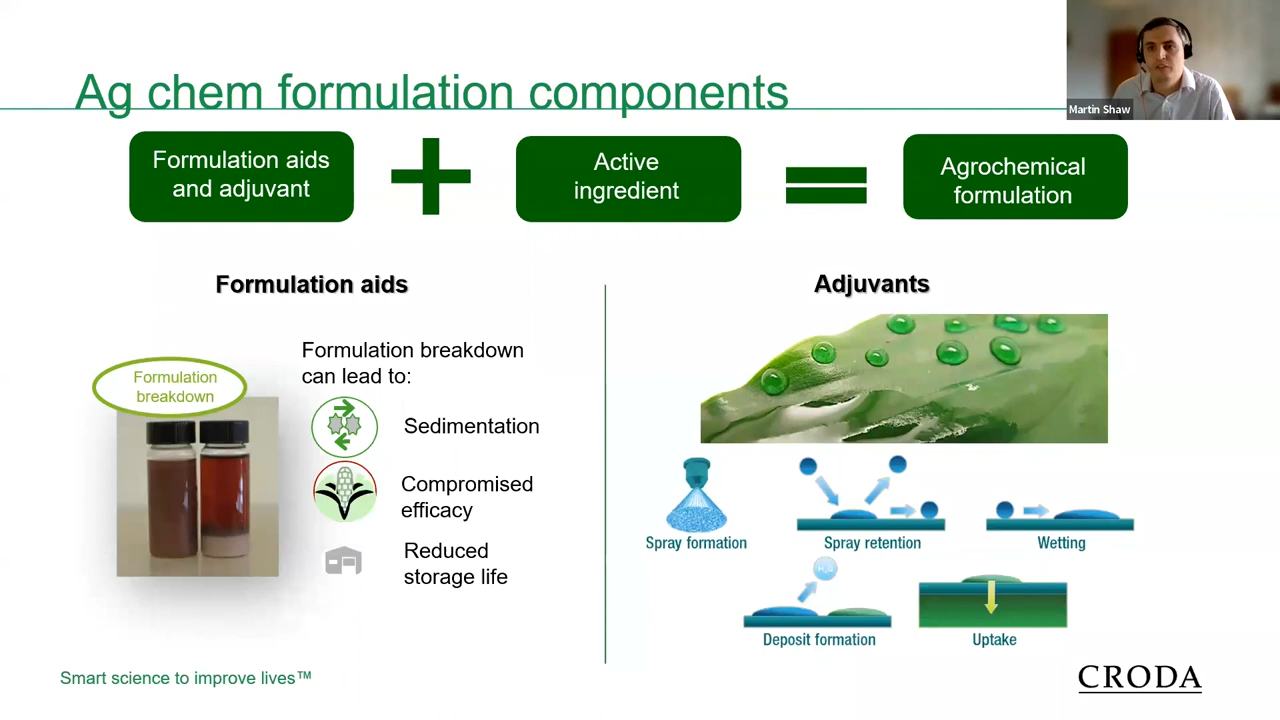 Ag chem formulation components
Martin Shaw
Formulation aids
and adjuvant
Active
ingredient
Agrochemical
formulation
Formulation aids
Formulation breakdown
can lead to:
Formulation
breakdown
Sedimentation
Compromised
efficacy
Reduced
storage life
Adjuvants
Spray formation
Spray retention
Wetting
H₂O
Deposit formation
Uptake
Smart science to improve lives™
CRODA